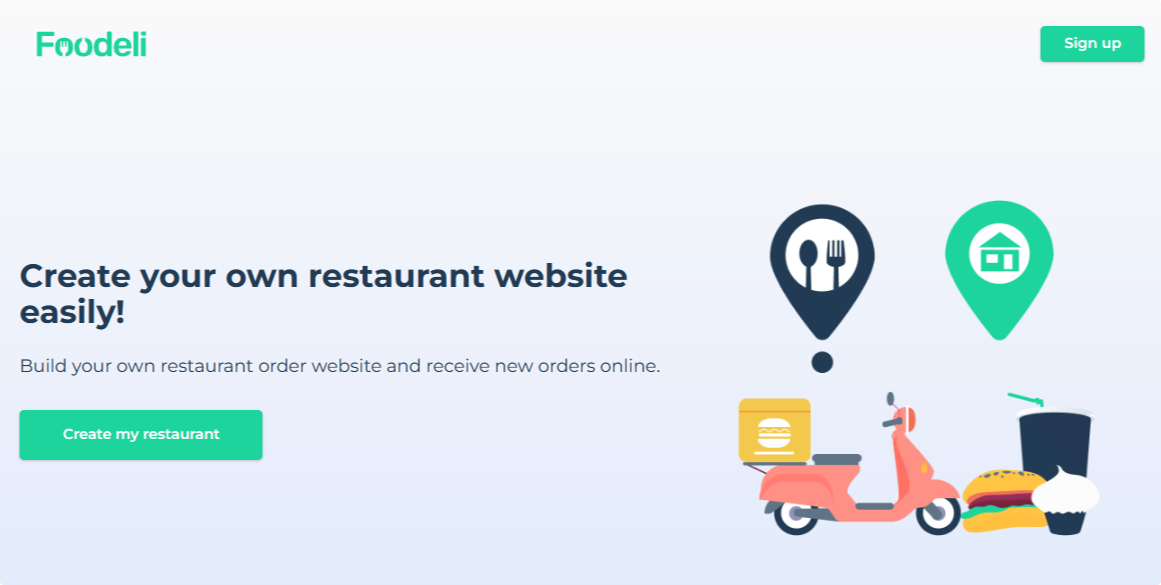 Foodeli
Sign up
Create your own restaurant website
easily!
Build your own restaurant order website and receive new orders online.
Create my restaurant